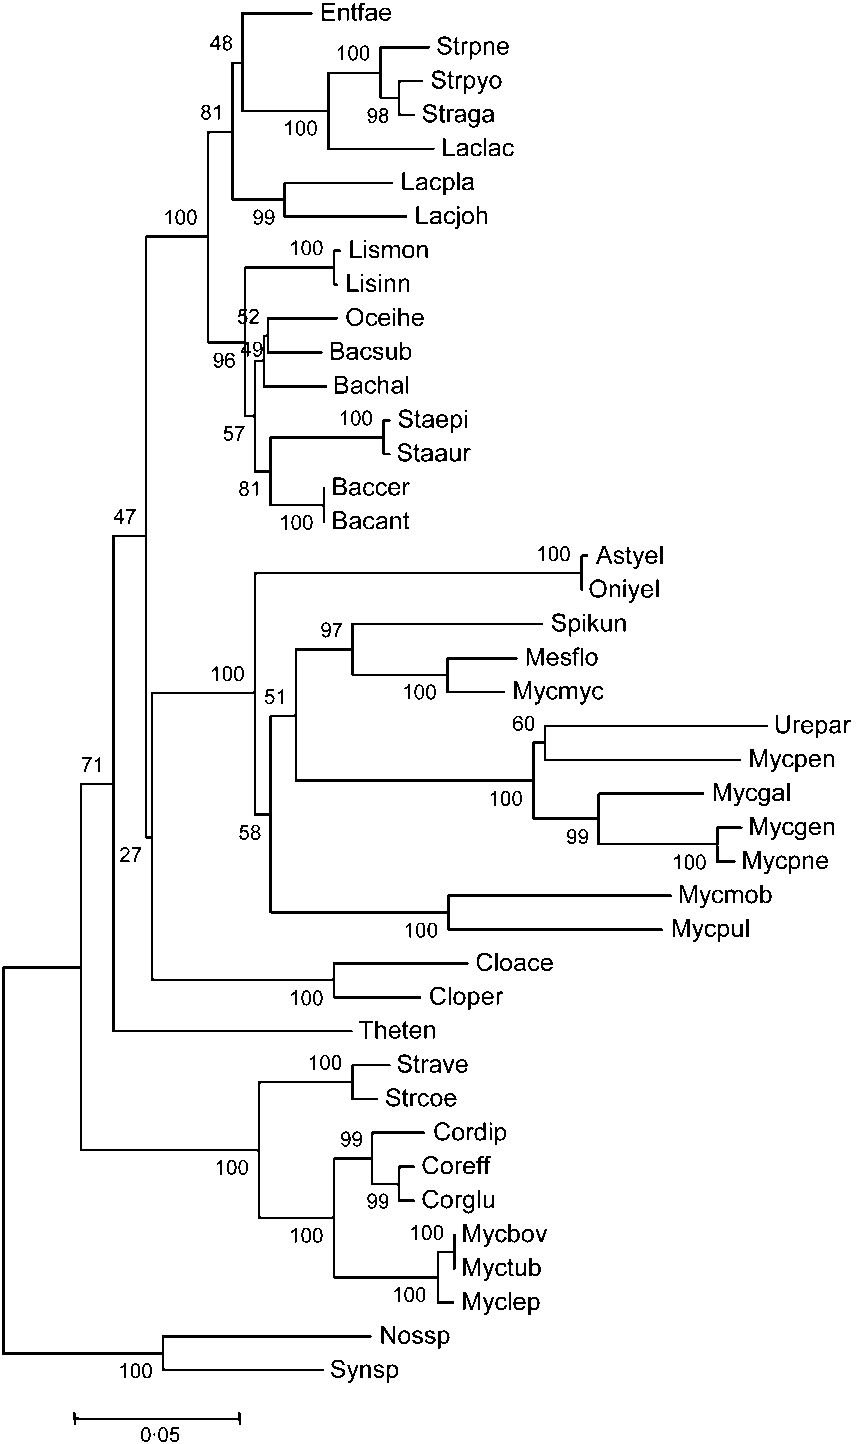 Entfae
48
Strpne
100
Strpyo
98
Straga
81
100
Laclac
Lacpla
100
99
Lacjoh
100
Lismon
Lisinn
52
Oceihe
49
Bacsub
96
Bachal
100
Staepi
57
Staaur
81
Baccer
100
Bacant
47
100
Astyel
Oniyel
97
Spikun
Mesflo
100
100
Mycmyc
51
60
Urepar
71
Mycpen
100
Mycgal
58
99
Mycgen
27
100
Mycpne
Mycmob
100
Mycpul
Cloace
100
Cloper
Theten
100
Strave
Strcoe
99
Cordip
100
Coreff
99
Corglu
100
100
Mycbov
Myctub
100
Myclep
Nossp
100
Synsp
0·05